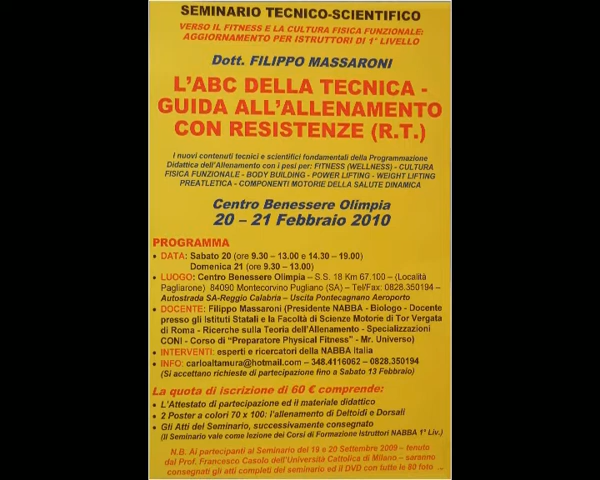 SEMINARIO TECNICO-SCIENTIFICO
VERSO IL FITNESS E LA CULTURA FISICA FUNZIONALE:
AGGIORNAMENTO PER ISTRUTTORI DI 1° LIVELLO
Dott. FILIPPO MASSARONI
L'ABC DELLA TECNICA -
GUIDA ALL'ALLENAMENTO
CON RESISTENZE (R.T.)
I nuovi contenuti tecnici e scientifici fondamentali della Programmazione
Didattica dell'Allenamento con i pesi per: FITNESS (WELLNESS) - CULTURA
FISICA FUNZIONALE - BODY BUILDING - POWER LIFTING - WEIGHT LIFTING
PREATLETICA - COMPONENTI MOTORIE DELLA SALUTE DINAMICA
Centro Benessere Olimpia
20 – 21 Febbraio 2010
PROGRAMMA
• DATA: Sabato 20 (ore 9.30 – 13.00 e 14.30 - 19.00)
Domenica 21 (ore 9.30 – 13.00)
• LUOGO: Centro Benessere Olimpia – S.S. 18 Km 67.100 – (Località
Pagliarone) 84090 Montecorvino Pugliano (SA) – Tel/Fax: 0828.350194 –
Autostrada SA-Reggio Calabria – Uscita Pontecagnano Aeroporto
• DOCENTE: Filippo Massaroni (Presidente NABBA - Biologo - Docente
presso gli Istituti Statali e la Facoltà di Scienze Motorie di Tor Vergata
di Roma - Ricerche sulla Teoria dell'Allenamento - Specializzazioni
CONI - Corso di "Preparatore Physical Fitness" - Mr. Universo)
• INTERVENTI: esperti e ricercatori della NABBA Italia
• INFO: carloaltamura@hotmail.com – 348.4116062 – 0828.350194
(Si accettano richieste di partecipazione fino a Sabato 13 Febbraio)
La quota di iscrizione di 60 € comprende:
• L'Attestato di partecipazione ed il materiale didattico
• 2 Poster a colori 70 x 100: l'allenamento di Deltoidi e Dorsali
• Gli Atti del Seminario, successivamente consegnato
(Il Seminario vale come lezione dei Corsi di Formazione Istruttori NABBA 1° Liv.)
N.B. Ai partecipanti al Seminario del 19 e 20 Settembre 2009 – tenuto
dal Prof. Francesco Casolo dell'Università Cattolica di Milano – saranno
consegnati gli atti completi del seminario ed il DVD con tutte le 80 foto ...